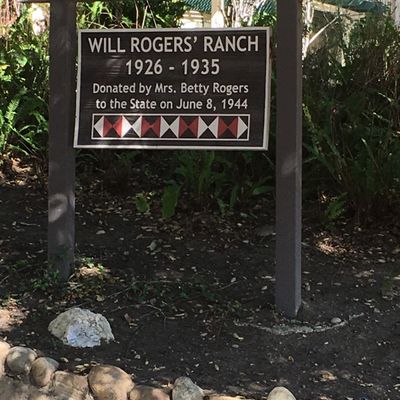 WILL ROGERS’ RANCH
1926 - 1935
Donated by Mrs. Betty Rogers
to the State on June 8, 1944